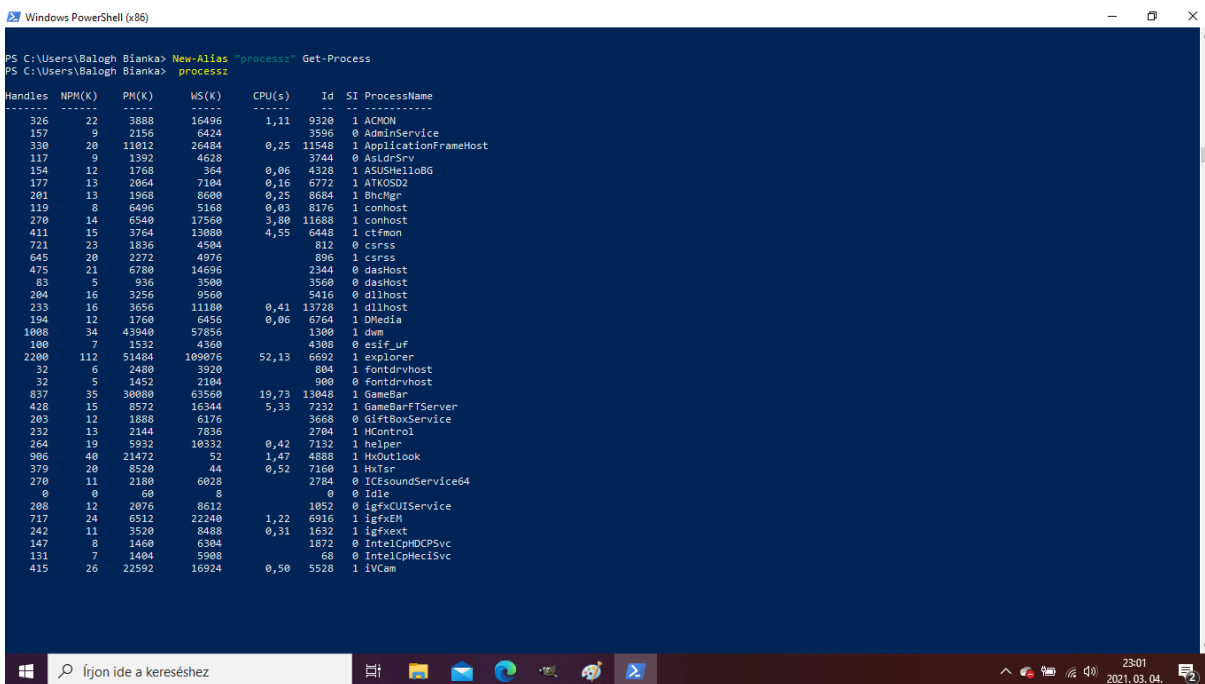 Windows PowerShell (x86)
PS C:\Users\Balogh Bianka> New-Alias "processz" Get-Process
PS C:\Users\Balogh Bianka>  processz
Handles  NPM(K)    PM(K)      WS(K)     CPU(s)     Id  SI ProcessName
-------  ------    -----      -----     ------     --  -- -----------
326      22     3888      16496       1,11   9320   1 ACMON
157       9     2156       6424              3596   0 AdminService
330      20    11012      26484       0,25  11548   1 ApplicationFrameHost
117       9     1392       4628              3744   0 AsLdrSrv
154      12     1768        364       0,06   4328   1 ASUSHelloBG
177      13     2064       7104       0,16   6772   1 ATKOSD2
201      13     1968       8600       0,25   8684   1 BhcMgr
119       8     6496       5168       0,03   8176   1 conhost
270      14     6540      17560       3,80  11688   1 conhost
411      15     3764      13080       4,55   6448   1 ctfmon
721      23     1836       4504               812   0 csrss
645      20     2272       4976               896   1 csrss
475      21     6780      14696              2344   0 dasHost
83       5      936       3500              3560   0 dasHost
204      16     3256       9560              5416   0 dllhost
233      16     3656      11180       0,41  13728   1 dllhost
194      12     1760       6456       0,06   6764   1 DMedia
1008      34    43940      57856              1300   1 dwm
100       7     1532       4360              4308   0 esif_uf
2200     112    51484     109076      52,13   6692   1 explorer
32       6     2480       3920               804   1 fontdrvhost
32       5     1452       2104               900   0 fontdrvhost
837      35    30080      63560      19,73  13048   1 GameBar
428      15     8572      16344       5,33   7232   1 GameBarFTServer
203      12     1888       6176              3668   0 GiftBoxService
232      13     2144       7836              2704   1 HControl
264      19     5932      10332       0,42   7132   1 helper
906      40    21472         52       1,47   4888   1 HxOutlook
379      20     8520         44       0,52   7160   1 HxTsr
270      11     2180       6028              2784   0 ICEsoundService64
0       0       60          8                 0   0 Idle
208      12     2076       8612              1052   0 igfxCUIService
717      24     6512      22240       1,22   6916   1 igfxEM
242      11     3520       8488       0,31   1632   1 igfxext
147       8     1460       6304              1872   0 IntelCpHDCPSvc
131       7     1404       5908                68   0 IntelCpHeciSvc
415      26    22592      16924       0,50   5528   1 iVCam
Írjon ide a kereséshez
23:01
2021. 03. 04.
2